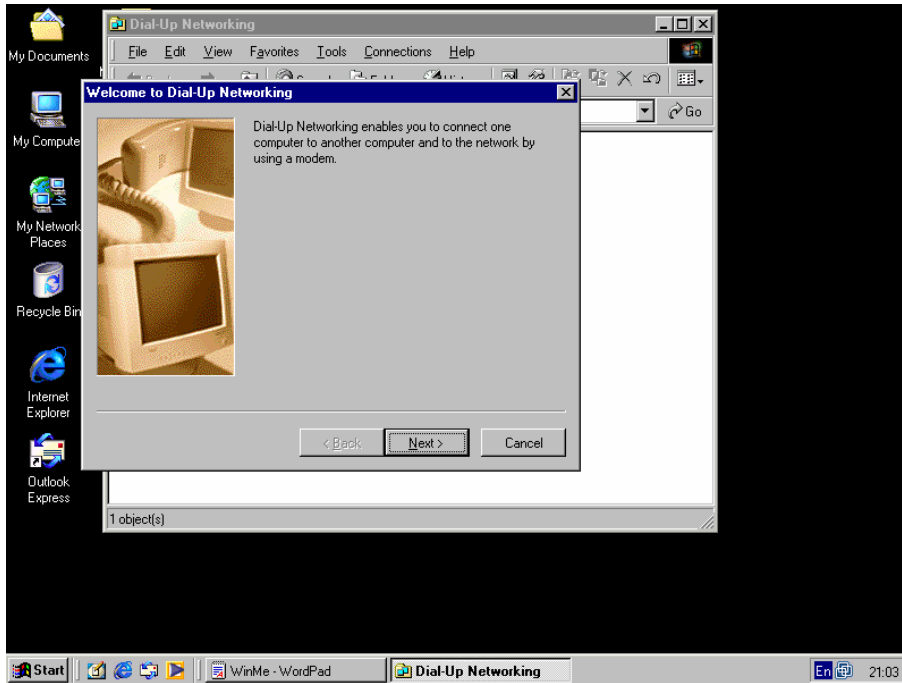 Dial-Up Networking
File Edit View Favorites Tools Connections Help
Go
My Documents
My Compute
My Network
Places
Recycle Bin
Internet
Explorer
Outlook
Express
Welcome to Dial-Up Networking
Dial-Up Networking enables you to connect one
computer to another computer and to the network by
using a modem.
< Back Next > Cancel
1 object(s)
Start WinMe - WordPad Dial-Up Networking En 21:03